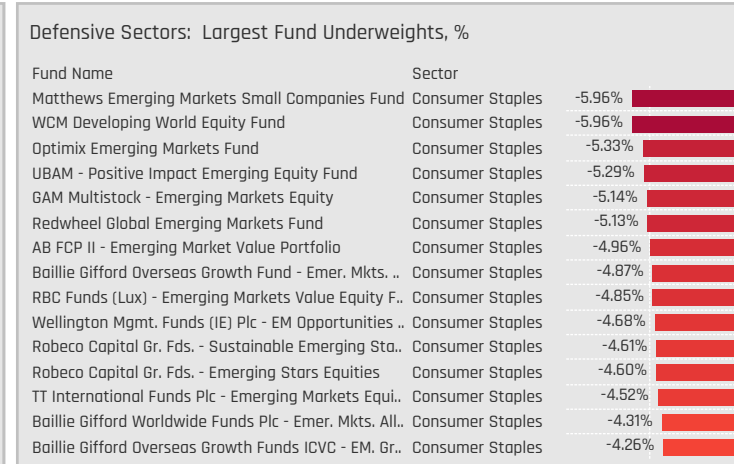 Defensive Sectors: Largest Fund Underweights, %
Fund Name Sector
Matthews Emerging Markets Small Companies Fund Consumer Staples -5.96%
WCM Developing World Equity Fund Consumer Staples -5.96%
Optimix Emerging Markets Fund Consumer Staples -5.33%
UBAM - Positive Impact Emerging Equity Fund Consumer Staples -5.29%
GAM Multistock - Emerging Markets Equity Consumer Staples -5.14%
Redwheel Global Emerging Markets Fund Consumer Staples -5.13%
AB FCP II - Emerging Market Value Portfolio Consumer Staples -4.96%
Baillie Gifford Overseas Growth Fund - Emer. Mkts. .. Consumer Staples -4.87%
RBC Funds (Lux) - Emerging Markets Value Equity F.. Consumer Staples -4.85%
Wellington Mgmt. Funds (IE) Plc - EM Opportunities .. Consumer Staples -4.68%
Robeco Capital Gr. Fds. - Sustainable Emerging Sta.. Consumer Staples -4.61%
Robeco Capital Gr. Fds. - Emerging Stars Equities Consumer Staples -4.60%
TT International Funds Plc - Emerging Markets Equi.. Consumer Staples -4.52%
Baillie Gifford Worldwide Funds Plc - Emer. Mkts. All.. Consumer Staples -4.31%
Baillie Gifford Overseas Growth Funds ICVC - EM. Gr.. Consumer Staples -4.26%